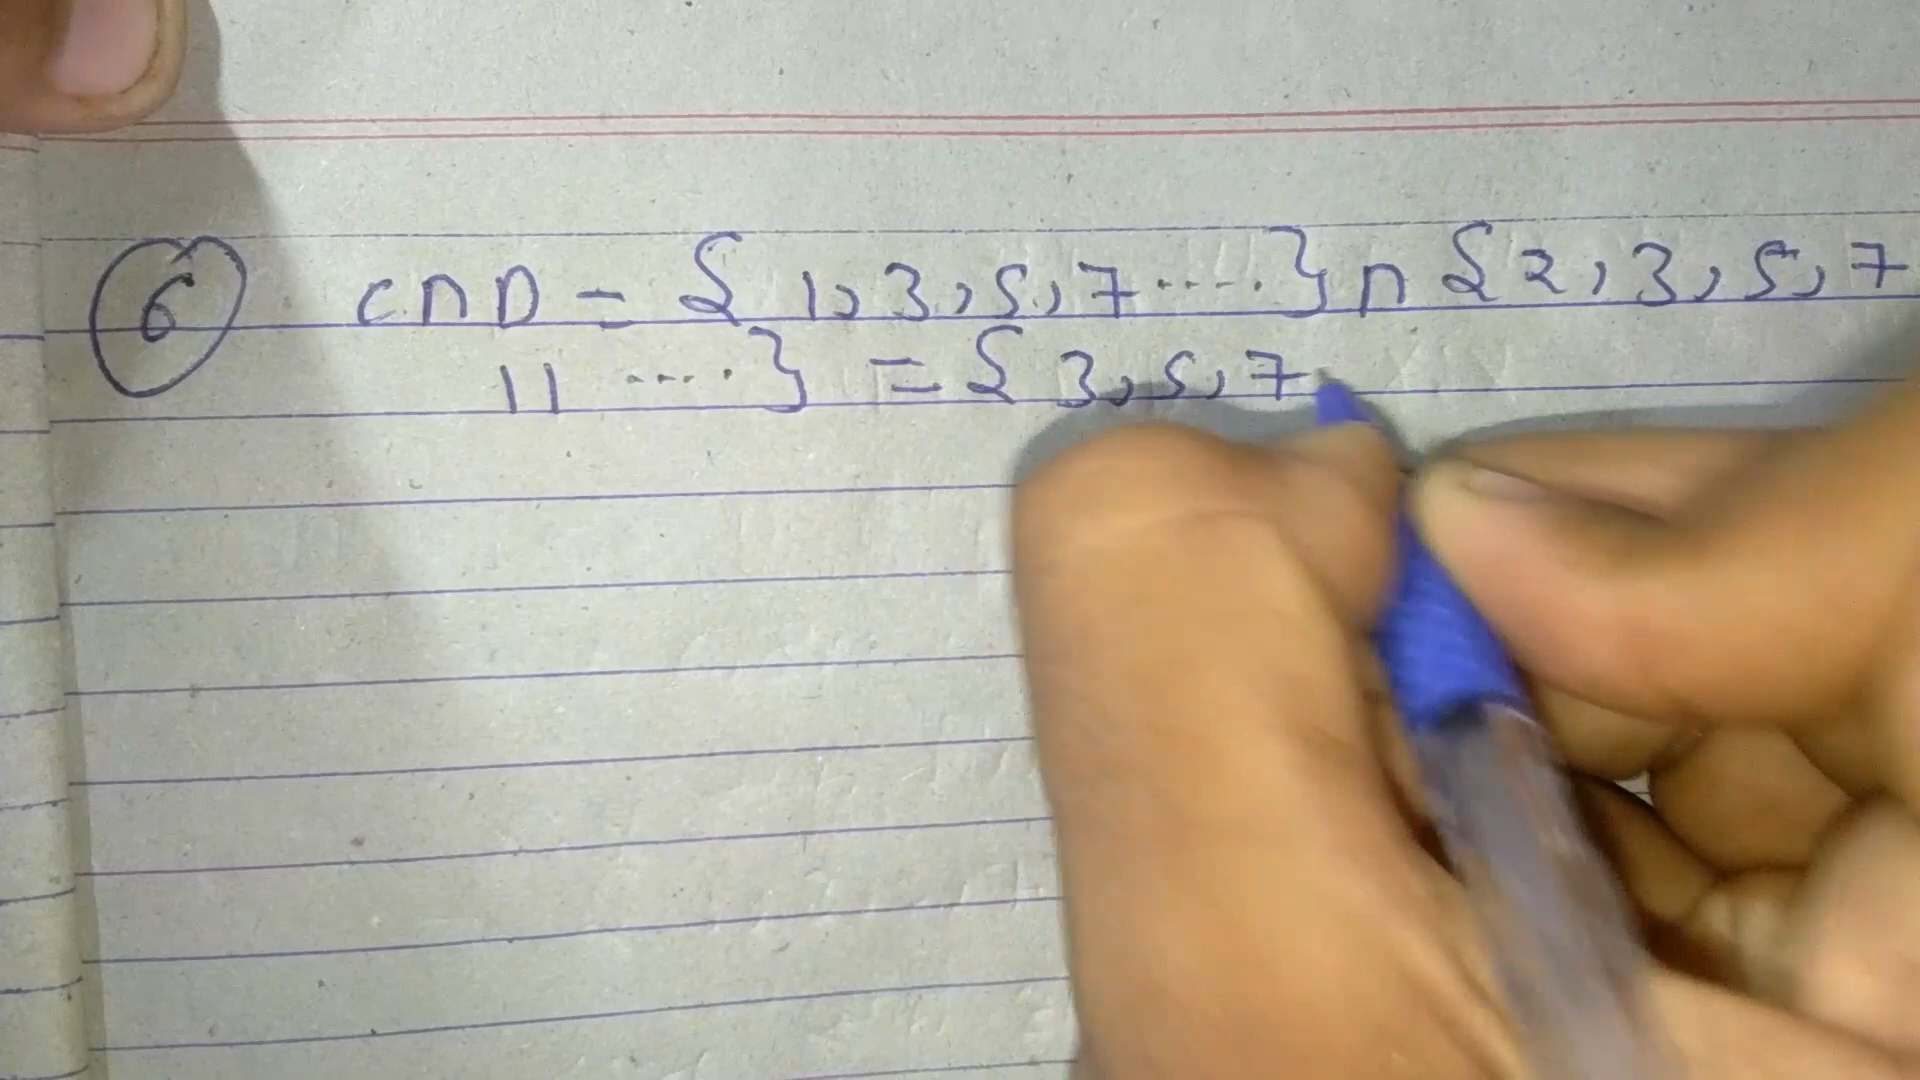 6 C∩D = { 1, 3, 5, 7 .....} ∩ { 2, 3, 5, 7
11 .....} = { 3, 5, 7